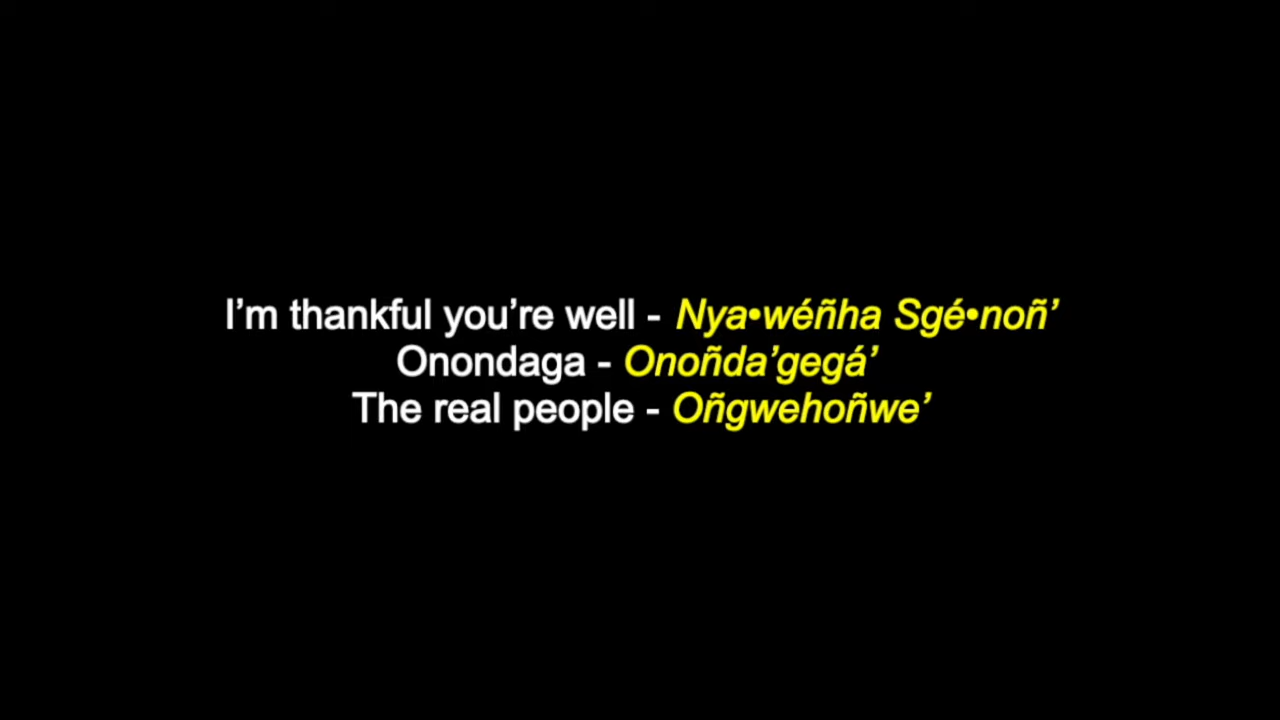 I’m thankful you’re well - Nya•wéñha Sgé•noñ’
Onondaga - Onoñda’gegá’
The real people - Oñgwehoñwe’